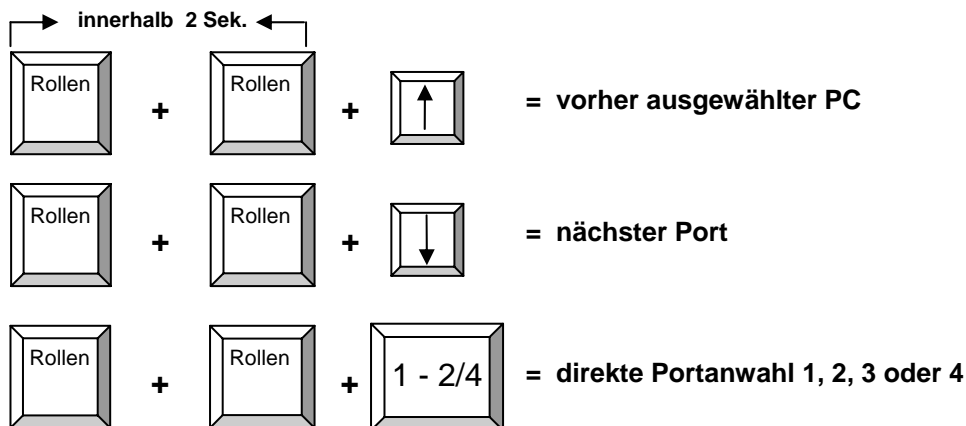 innerhalb 2 Sek.
Rollen + Rollen + ↑ = vorher ausgewählter PC
Rollen + Rollen + ↓ = nächster Port
Rollen + Rollen + 1 - 2/4 = direkte Portanwahl 1, 2, 3 oder 4